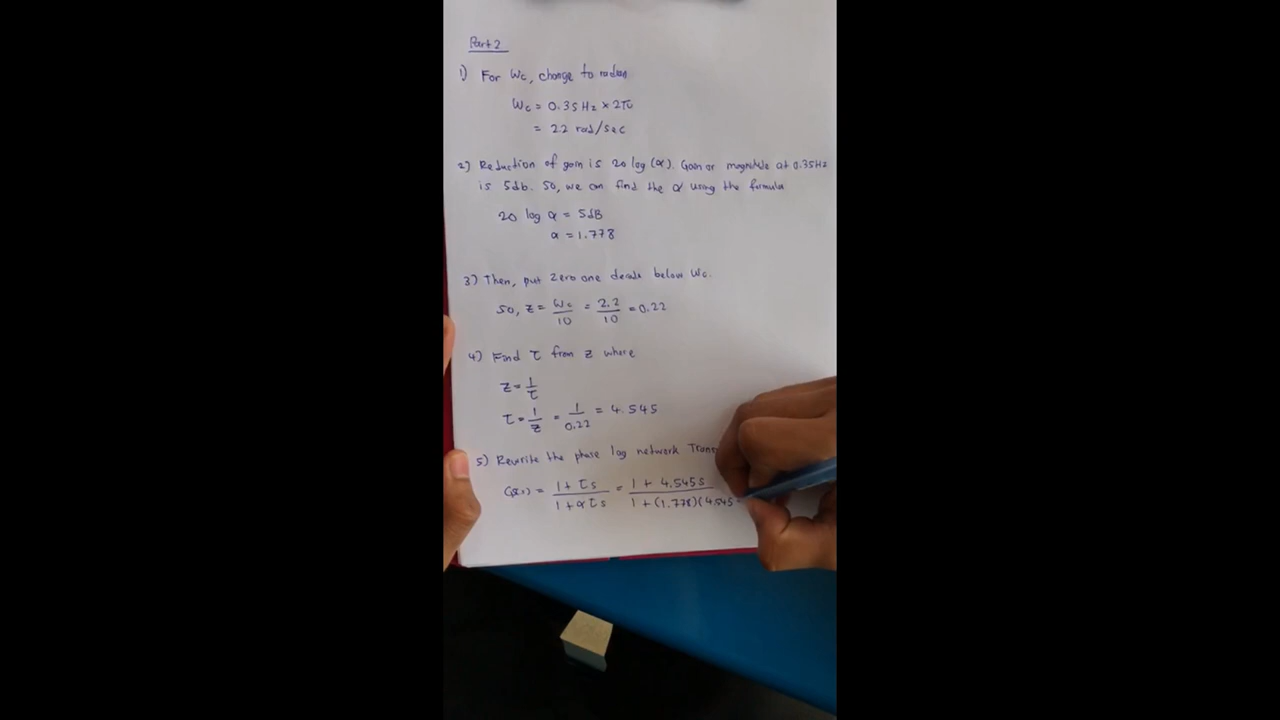 Part 2
1) For Wc, change to radian
Wc = 0.35 Hz × 2π
= 2.2 rad/sec
2) Reduction of gain is 20 log (α). Gain or magnitude at 0.35Hz
is 5db. So, we can find the α using the formula
20 log α = 5dB
α = 1.778
3) Then, put zero one decade below Wc.
so, z = Wc/10 = 2.2/10 = 0.22
4) Find τ from z where
z = 1/τ
τ = 1/z = 1/0.22 = 4.545
5) Rewrite the phase lag network
G(s) = 1 + τs / 1 + ατs = 1 + 4.545s / 1 + (1.778)(4.545